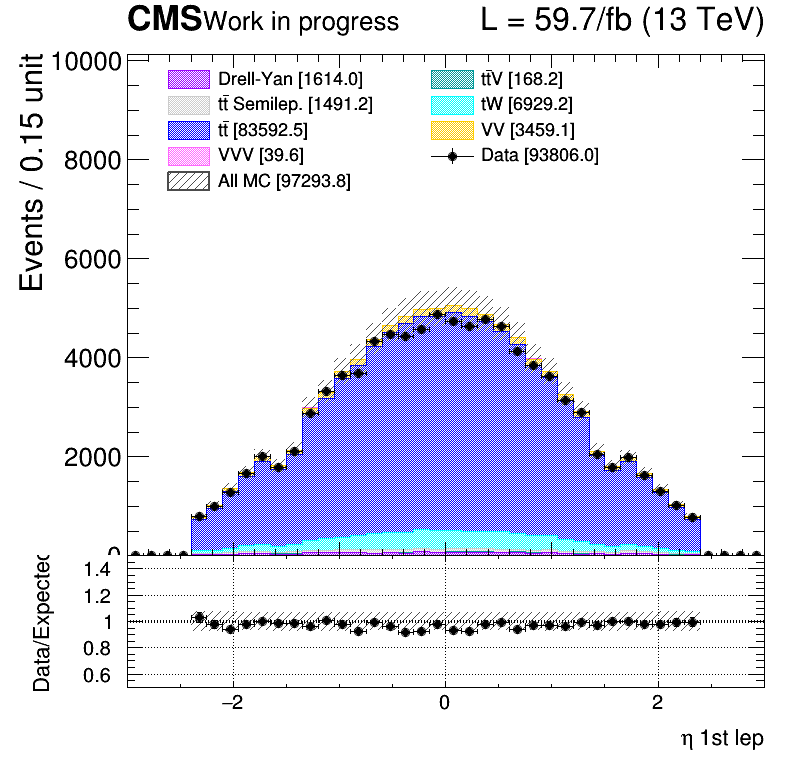 CMS Work in progress L = 59.7/fb (13 TeV)
Events / 0.15 unit
10000
8000
6000
4000
2000
0
Drell-Yan [1614.0]
tt̄ Semilep. [1491.2]
tt̄ [83592.5]
VVV [39.6]
All MC [97293.8]
tt̄V [168.2]
tW [6929.2]
VV [3459.1]
Data [93806.0]
Data/Expected
1.4
1.2
1
0.8
0.6
−2 0 2
η 1st lep